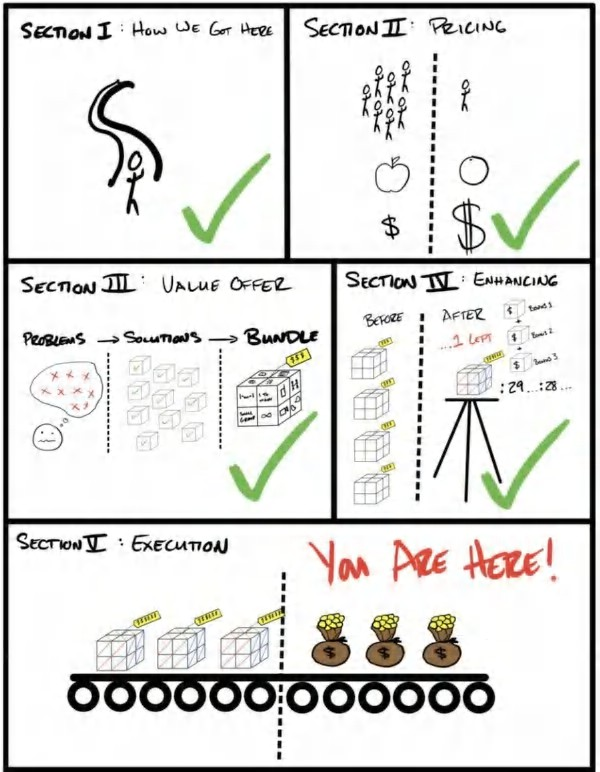 SECTION I : HOW WE GOT HERE
SECTION II : PRICING
$ $
SECTION III : VALUE OFFER
PROBLEMS → SOLUTIONS → BUNDLE
$$$
SECTION IV : ENHANCING
BEFORE
AFTER
...1 LEFT
$ BONUS 1
+
$ BONUS 2
+
$ BONUS 3
:29...:28...
$$$
$$$
$$$
$$$
SECTION V : EXECUTION
YOU ARE HERE!
$ $ $